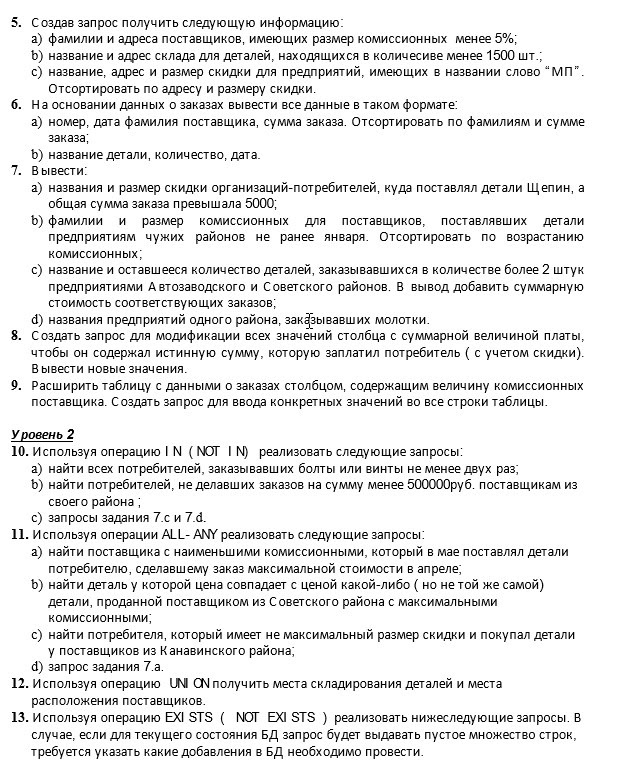 5. Создав запрос получить следующую информацию:
a) фамилии и адреса поставщиков, имеющих размер комиссионных менее 5%;
b) название и адрес склада для деталей, находящихся в количесиве менее 1500 шт.;
c) название, адрес и размер скидки для предприятий, имеющих в названии слово "МП".
Отсортировать по адресу и размеру скидки.
6. На основании данных о заказах вывести все данные в таком формате:
a) номер, дата фамилия поставщика, сумма заказа. Отсортировать по фамилиям и сумме
заказа;
b) название детали, количество, дата.
7. Вывести:
a) названия и размер скидки организаций-потребителей, куда поставлял детали Щепин, а
общая сумма заказа превышала 5000;
b) фамилии и размер комиссионных для поставщиков, поставлявших детали
предприятиям чужих районов не ранее января. Отсортировать по возрастанию
комиссионных;
c) название и оставшееся количество деталей, заказывавшихся в количестве более 2 штук
предприятиями Автозаводского и Советского районов. В вывод добавить суммарную
стоимость соответствующих заказов;
d) названия предприятий одного района, заказывавших молотки.
8. Создать запрос для модификации всех значений столбца с суммарной величиной платы,
чтобы он содержал истинную сумму, которую заплатил потребитель ( с учетом скидки).
Вывести новые значения.
9. Расширить таблицу с данными о заказах столбцом, содержащим величину комиссионных
поставщика. Создать запрос для ввода конкретных значений во все строки таблицы.
Уровень 2
10. Используя операцию IN (NOT IN) реализовать следующие запросы:
a) найти всех потребителей, заказывавших болты или винты не менее двух раз;
b) найти потребителей, не делавших заказов на сумму менее 500000руб. поставщикам из
своего района ;
c) запросы задания 7.c и 7.d.
11. Используя операции ALL-ANY реализовать следующие запросы:
a) найти поставщика с наименьшими комиссионными, который в мае поставлял детали
потребителю, сделавшему заказ максимальной стоимости в апреле;
b) найти деталь у которой цена совпадает с ценой какой-либо ( но не той же самой)
детали, проданной поставщиком из Советского района с максимальными
комиссионными;
c) найти потребителя, который имеет не максимальный размер скидки и покупал детали
у поставщиков из Канавинского района;
d) запрос задания 7.a.
12. Используя операцию UNION получить места складирования деталей и места
расположения поставщиков.
13. Используя операцию EXISTS ( NOT EXISTS ) реализовать нижеследующие запросы. В
случае, если для текущего состояния БД запрос будет выдавать пустое множество строк,
требуется указать какие добавления в БД необходимо провести.